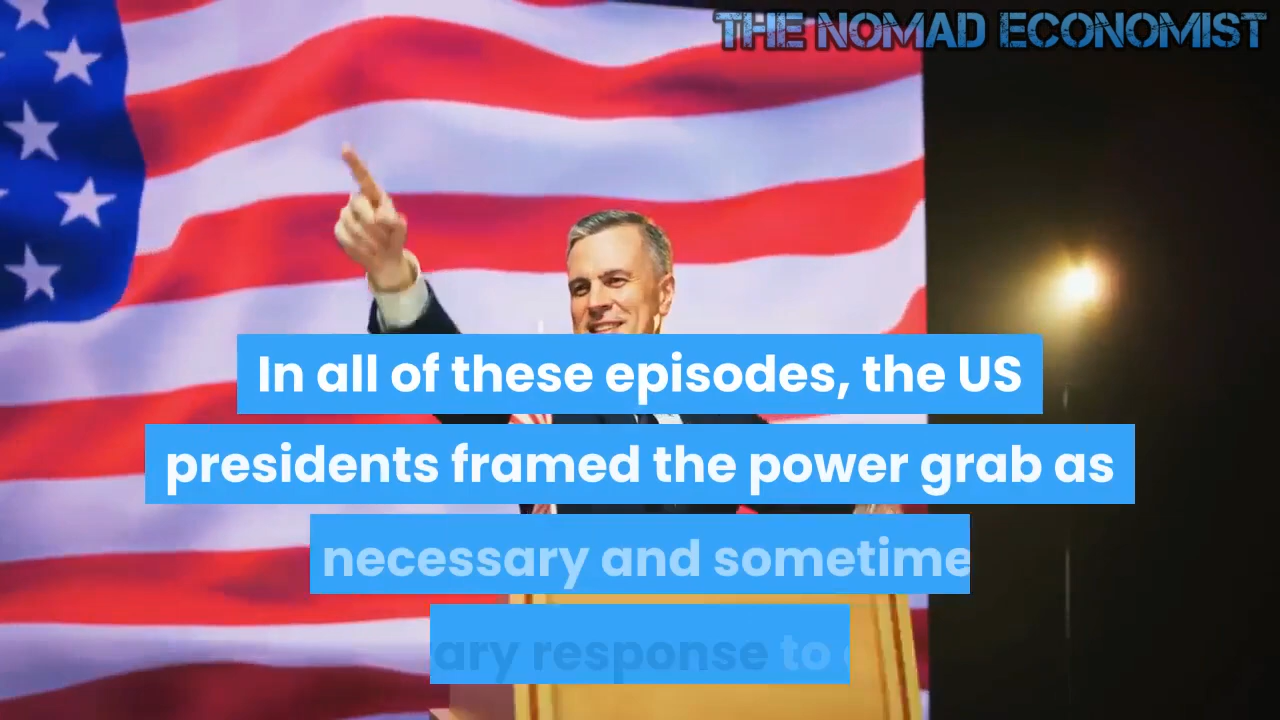 THE NOMAD ECONOMIST
In all of these episodes, the US
presidents framed the power grab as
necessary and sometime
response to